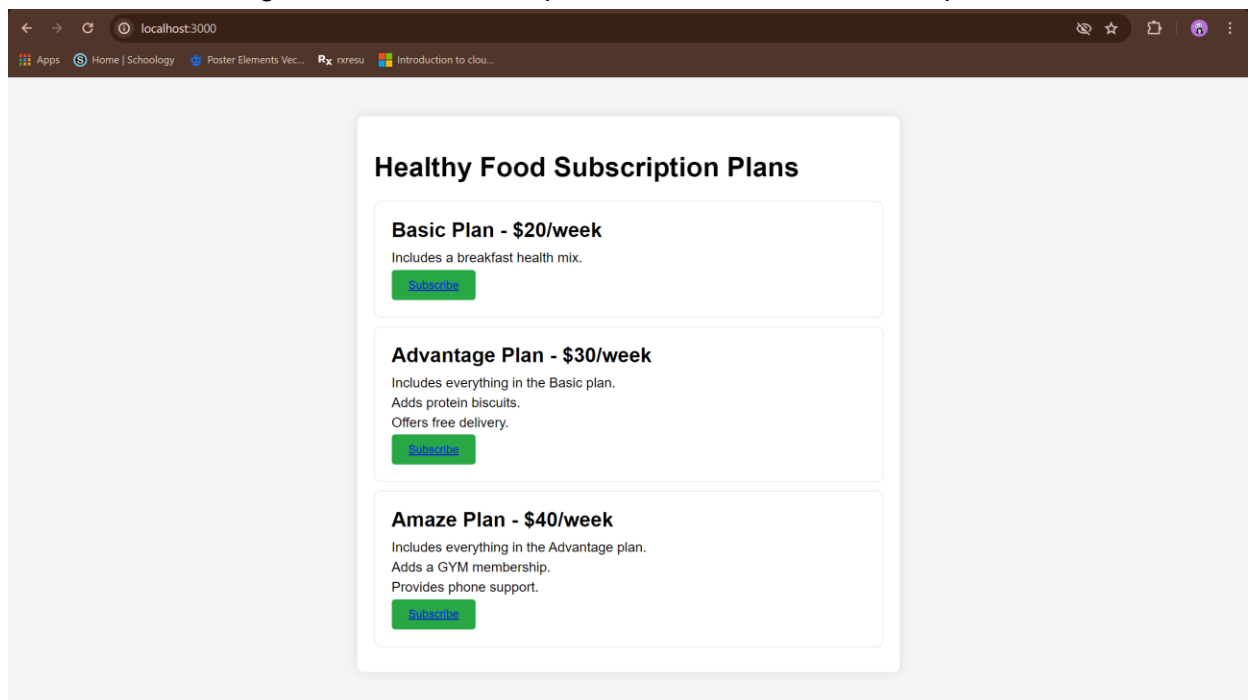 localhost:3000
Apps Home | Schoology Poster Elements Vec... Rx rxresu Introduction to clou...
Healthy Food Subscription Plans
Basic Plan - $20/week
Includes a breakfast health mix.
Subscribe
Advantage Plan - $30/week
Includes everything in the Basic plan.
Adds protein biscuits.
Offers free delivery.
Subscribe
Amaze Plan - $40/week
Includes everything in the Advantage plan.
Adds a GYM membership.
Provides phone support.
Subscribe